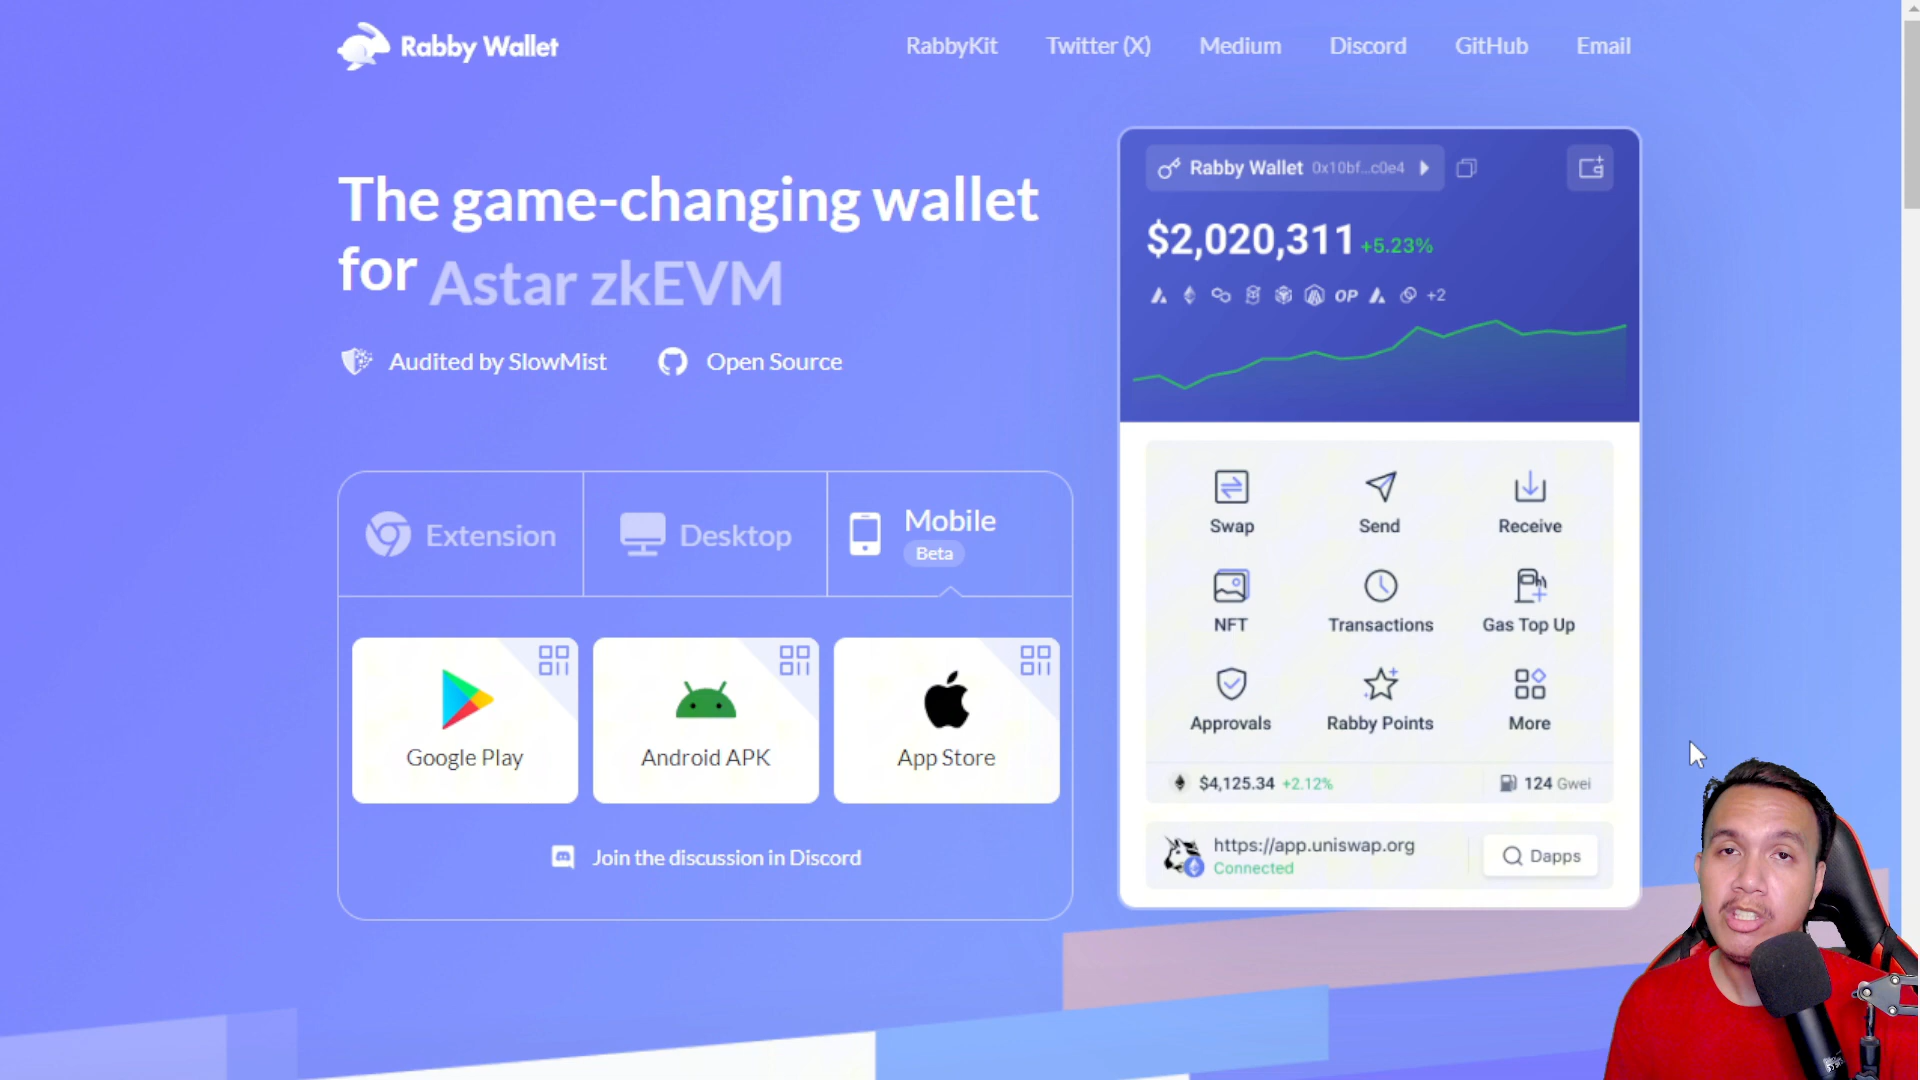 Rabby Wallet
RabbyKit
Twitter (X)
Medium
Discord
GitHub
Email
The game-changing wallet
for Astar zkEVM
Audited by SlowMist
Open Source
Extension
Desktop
Mobile
Beta
Google Play
Android APK
App Store
Join the discussion in Discord
Rabby Wallet 0x10bf...c0e4
$2,020,311 +5.23%
OP +2
Swap
Send
Receive
NFT
Transactions
Gas Top Up
Approvals
Rabby Points
More
$4,125.34 +2.12%
124 Gwei
https://app.uniswap.org
Connected
Dapps